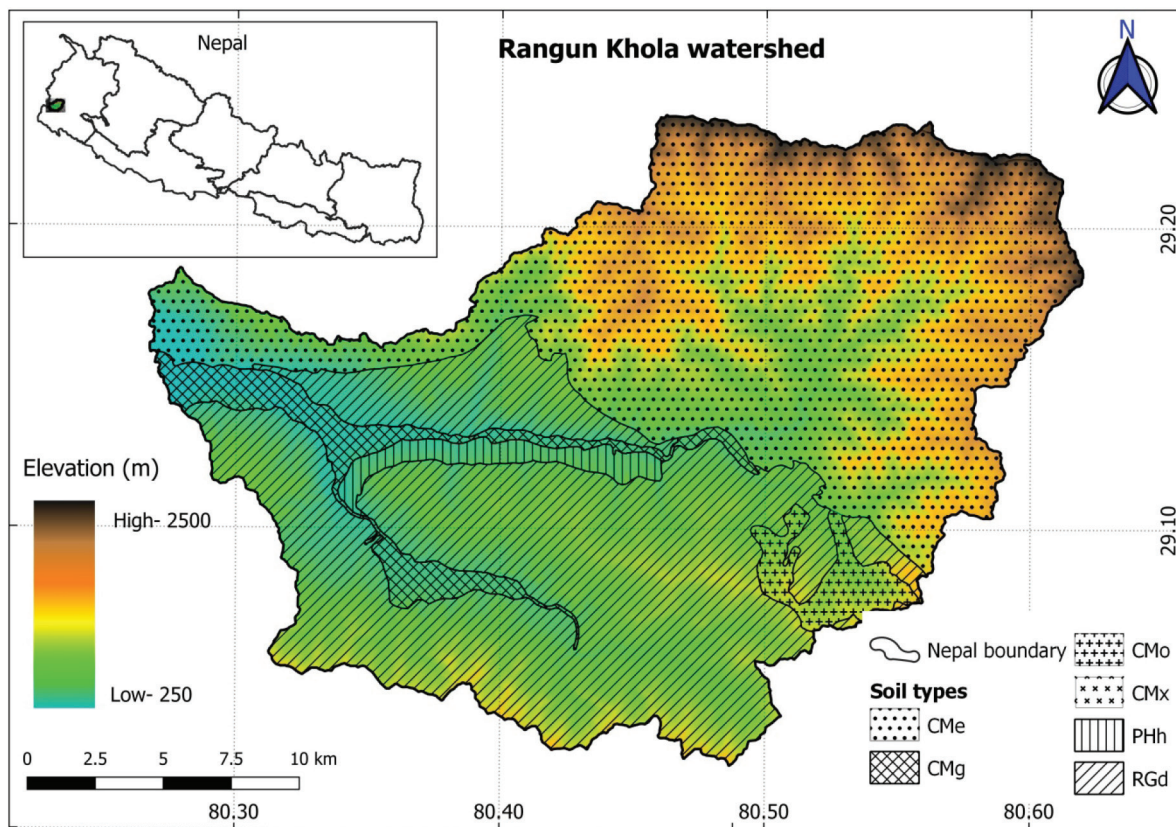 Nepal
Rangun Khola watershed
N
29.20
29.10
Elevation (m)
High- 2500
Low- 250
0 2.5 5 7.5 10 km
Nepal boundary
Soil types
CMe
CMg
CMo
CMx
PHh
RGd
80.30 80.40 80.50 80.60